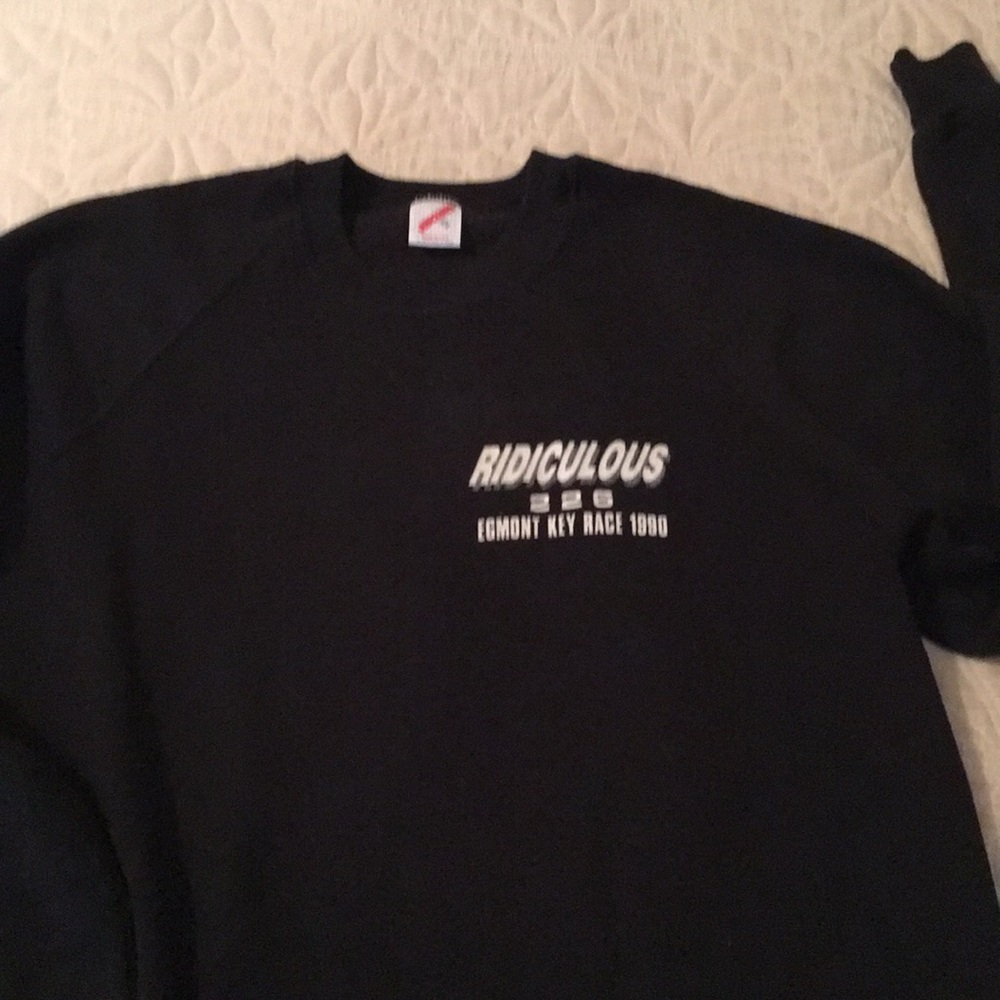 RIDICULOUS
226
EGMONT KEY RACE 1990